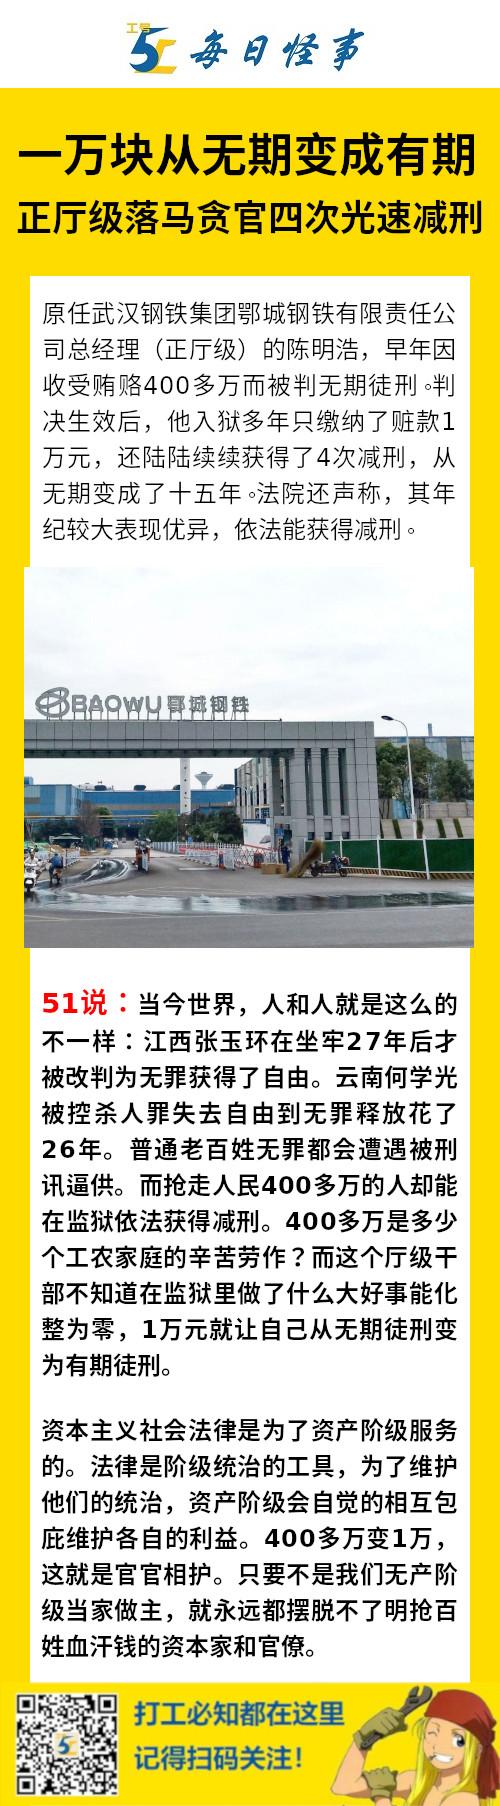 工号
51
每日怪事
一万块从无期变成有期
正厅级落马贪官四次光速减刑
原任武汉钢铁集团鄂城钢铁有限责任公
司总经理（正厅级）的陈明浩，早年因
收受贿赂400多万而被判无期徒刑。判
决生效后，他入狱多年只缴纳了赃款1
万元，还陆陆续续获得了4次减刑，从
无期变成了十五年。法院还声称，其年
纪较大表现优异，依法能获得减刑。
BAOWU 鄂城钢铁
51说：当今世界，人和人就是这么的
不一样：江西张玉环在坐牢27年后才
被改判为无罪获得了自由。云南何学光
被控杀人罪失去自由到无罪释放花了
26年。普通老百姓无罪都会遭遇被刑
讯逼供。而抢走人民400多万的人却能
在监狱依法获得减刑。400多万是多少
个工农家庭的辛苦劳作？而这个厅级干
部不知道在监狱里做了什么大好事能化
整为零，1万元就让自己从无期徒刑变
为有期徒刑。
资本主义社会法律是为了资产阶级服务
的。法律是阶级统治的工具，为了维护
他们的统治，资产阶级会自觉的相互包
庇维护各自的利益。400多万变1万，
这就是官官相护。只要不是我们无产阶
级当家做主，就永远都摆脱不了明抢百
姓血汗钱的资本家和官僚。
打工必知都在这里
记得扫码关注！